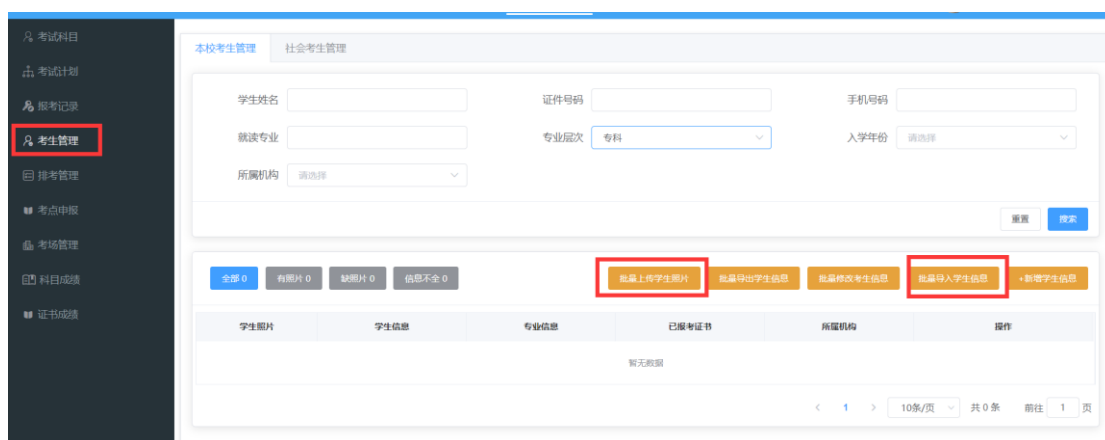 考试科目
考试计划
报考记录
考生管理
排考管理
考点申报
考场管理
科目成绩
证书成绩
本校考生管理 社会考生管理
学生姓名 证件号码 手机号码
就读专业 专业层次 专科 入学年份 请选择
所属机构 请选择
重置 搜索
全部 0 有照片 0 缺照片 0 信息不全 0 批量上传学生照片 批量导出学生信息 批量修改考生信息 批量导入学生信息 +新增学生信息
学生照片 学生信息 专业信息 已报考证书 所属机构 操作
暂无数据
< 1 > 10条/页 共 0 条 前往 1 页